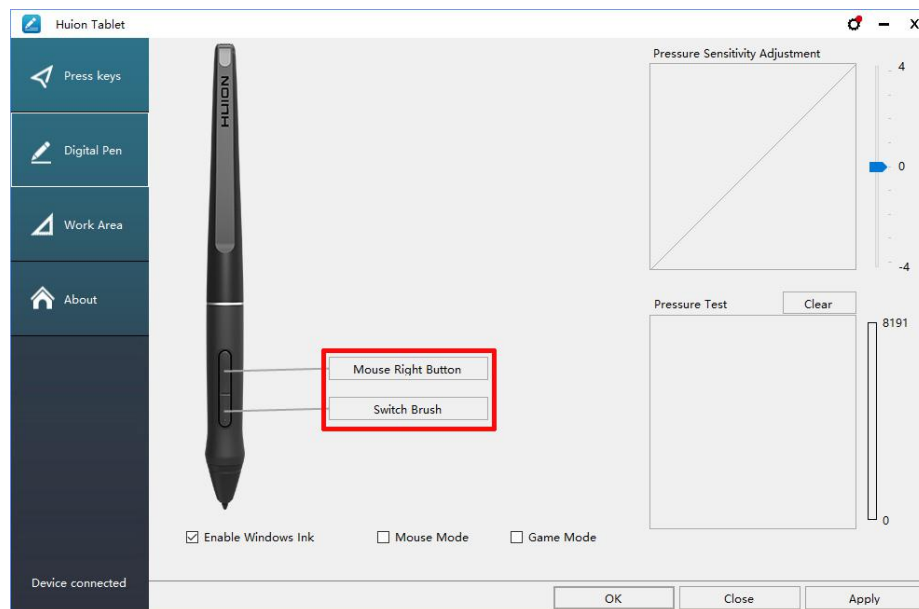 Huion Tablet
Press keys
Digital Pen
Work Area
About
Device connected
HUION
Mouse Right Button
Switch Brush
Enable Windows Ink
Mouse Mode
Game Mode
Pressure Sensitivity Adjustment
4
0
-4
Pressure Test
Clear
8191
0
OK
Close
Apply